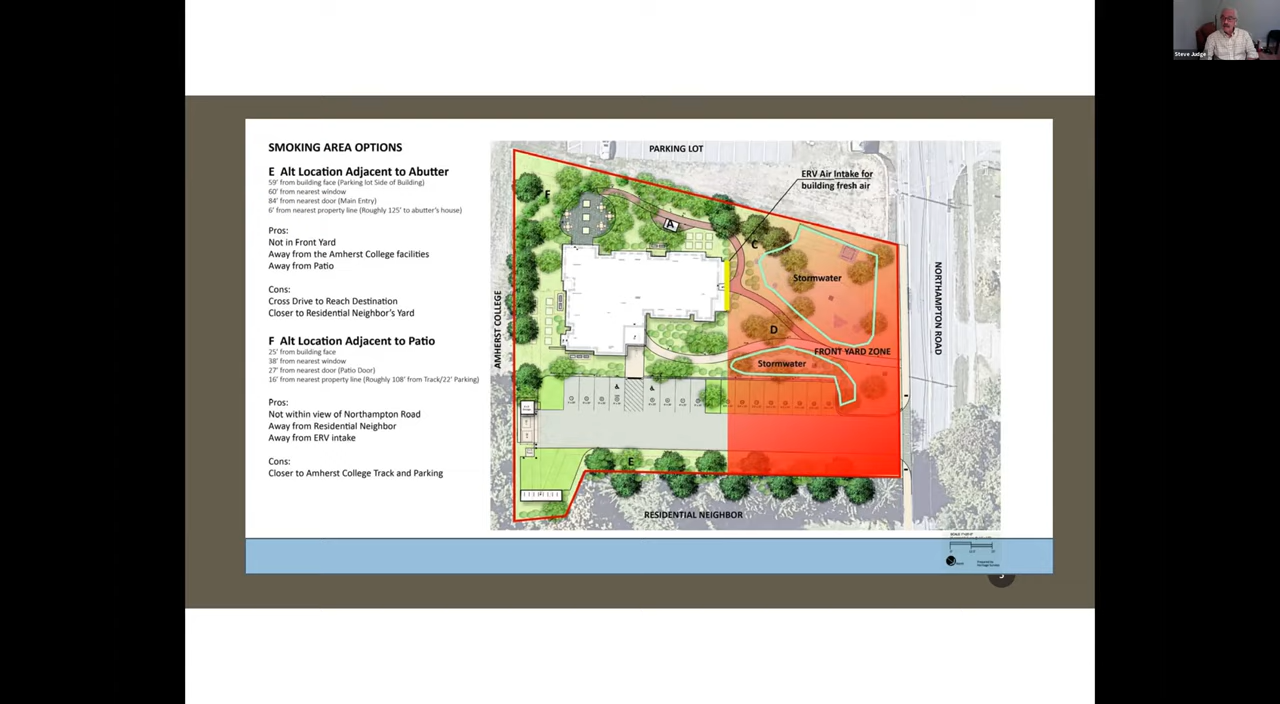 Steve Judge
SMOKING AREA OPTIONS
E Alt Location Adjacent to Abutter
59' from building face (Parking lot Side of Building)
60' from nearest window
84' from nearest door (Main Entry)
6' from nearest property line (Roughly 125' to abutter's house)
Pros:
Not in Front Yard
Away from the Amherst College facilities
Away from Patio
Cons:
Cross Drive to Reach Destination
Closer to Residential Neighbor's Yard
F Alt Location Adjacent to Patio
25' from building face
38' from nearest window
27' from nearest door (Patio Door)
16' from nearest property line (Roughly 108' from Track/22' Parking)
Pros:
Not within view of Northampton Road
Away from Residential Neighbor
Away from ERV intake
Cons:
Closer to Amherst College Track and Parking
PARKING LOT
ERV Air Intake for
building fresh air
F
A
C
Stormwater
D
FRONT YARD ZONE
Stormwater
E
AMHERST COLLEGE
NORTHAMPTON ROAD
RESIDENTIAL NEIGHBOR